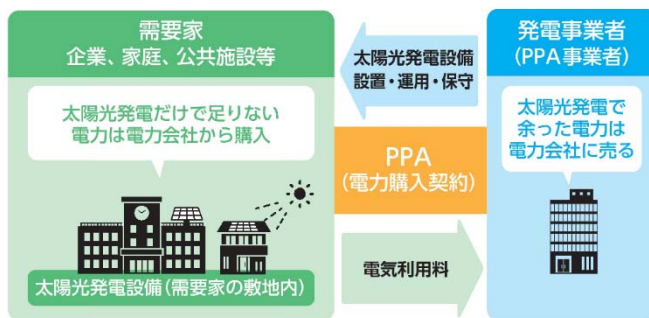 需要家
企業、家庭、公共施設等
太陽光発電だけで足りない
電力は電力会社から購入
太陽光発電設備(需要家の敷地内)
太陽光発電設備
設置・運用・保守
PPA
(電力購入契約)
電気利用料
発電事業者
(PPA事業者)
太陽光発電で
余った電力は
電力会社に売る